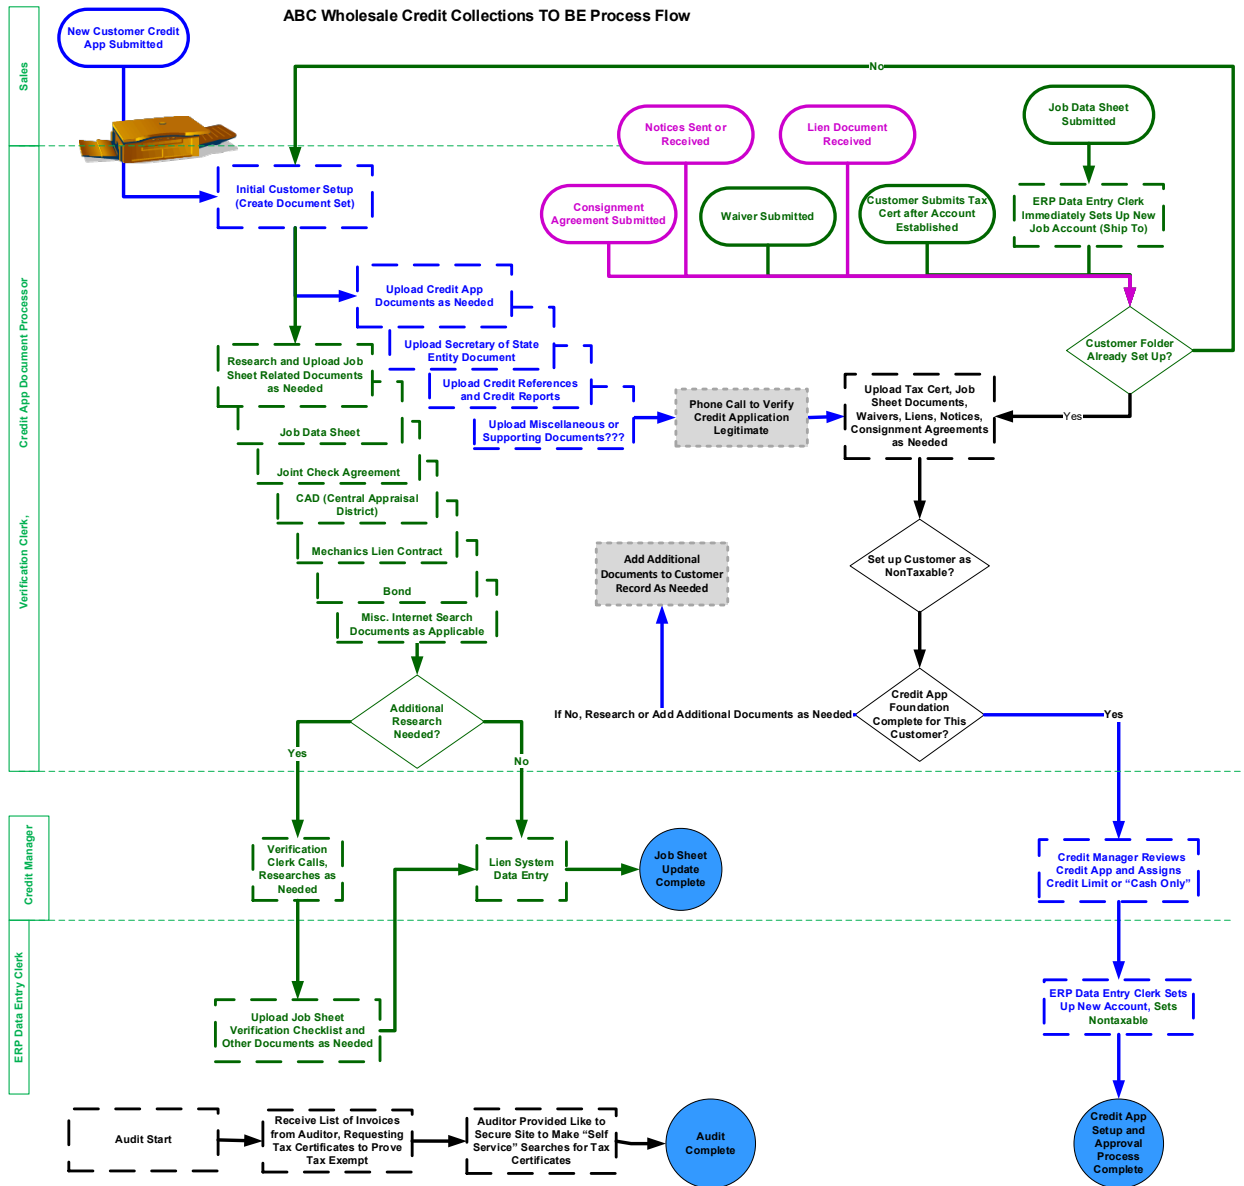 ABC Wholesale Credit Collections TO BE Process Flow
Sales
New Customer Credit
App Submitted
No
Notices Sent or
Received
Lien Document
Received
Job Data Sheet
Submitted
Credit App Document Processor
Verification Clerk,
Initial Customer Setup
(Create Document Set)
Consignment
Agreement Submitted
Waiver Submitted
Customer Submits Tax
Cert after Account
Established
ERP Data Entry Clerk
Immediately Sets Up New
Job Account (Ship To)
Upload Credit App
Documents as Needed
Upload Secretary of State
Entity Document
Upload Credit References
and Credit Reports
Upload Miscellaneous or
Supporting Documents???
Customer Folder
Already Set Up?
Yes
Research and Upload Job
Sheet Related Documents
as Needed
Job Data Sheet
Joint Check Agreement
CAD (Central Appraisal
District)
Mechanics Lien Contract
Bond
Misc. Internet Search
Documents as Applicable
Phone Call to Verify
Credit Application
Legitimate
Upload Tax Cert, Job
Sheet Documents,
Waivers, Liens, Notices,
Consignment Agreements
as Needed
Set up Customer as
NonTaxable?
Add Additional
Documents to Customer
Record As Needed
Additional
Research
Needed?
Yes
No
If No, Research or Add Additional Documents as Needed
Credit App
Foundation
Complete for This
Customer?
Yes
Credit Manager
Verification
Clerk Calls,
Researches as
Needed
Lien System
Data Entry
Job Sheet
Update
Complete
Credit Manager Reviews
Credit App and Assigns
Credit Limit or “Cash Only”
ERP Data Entry Clerk
Upload Job Sheet
Verification Checklist and
Other Documents as Needed
ERP Data Entry Clerk Sets
Up New Account, Sets
Nontaxable
Audit Start
Receive List of Invoices
from Auditor, Requesting
Tax Certificates to Prove
Tax Exempt
Auditor Provided Like to
Secure Site to Make “Self
Service” Searches for Tax
Certificates
Audit
Complete
Credit App
Setup and
Approval
Process
Complete